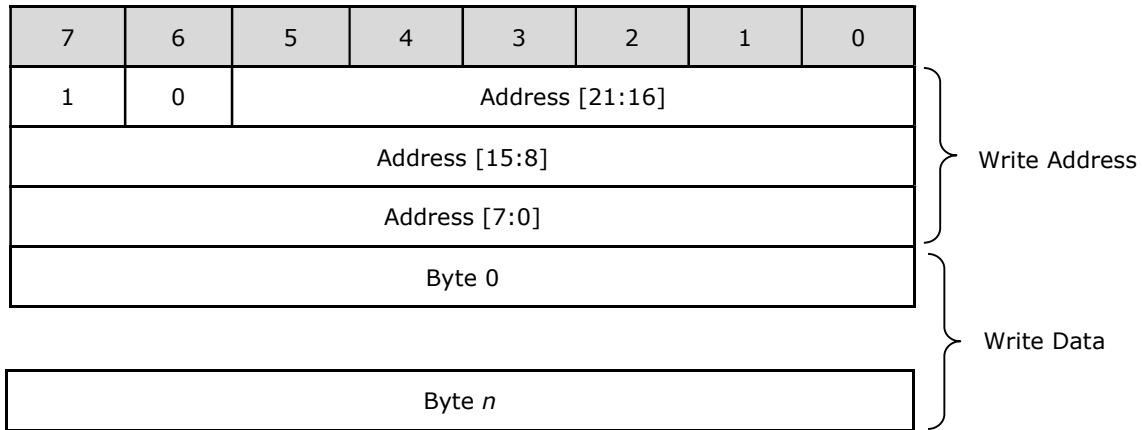 7 6 5 4 3 2 1 0
1 0 Address [21:16]
Address [15:8]
Write Address
Address [7:0]
Byte 0
Write Data
Byte n